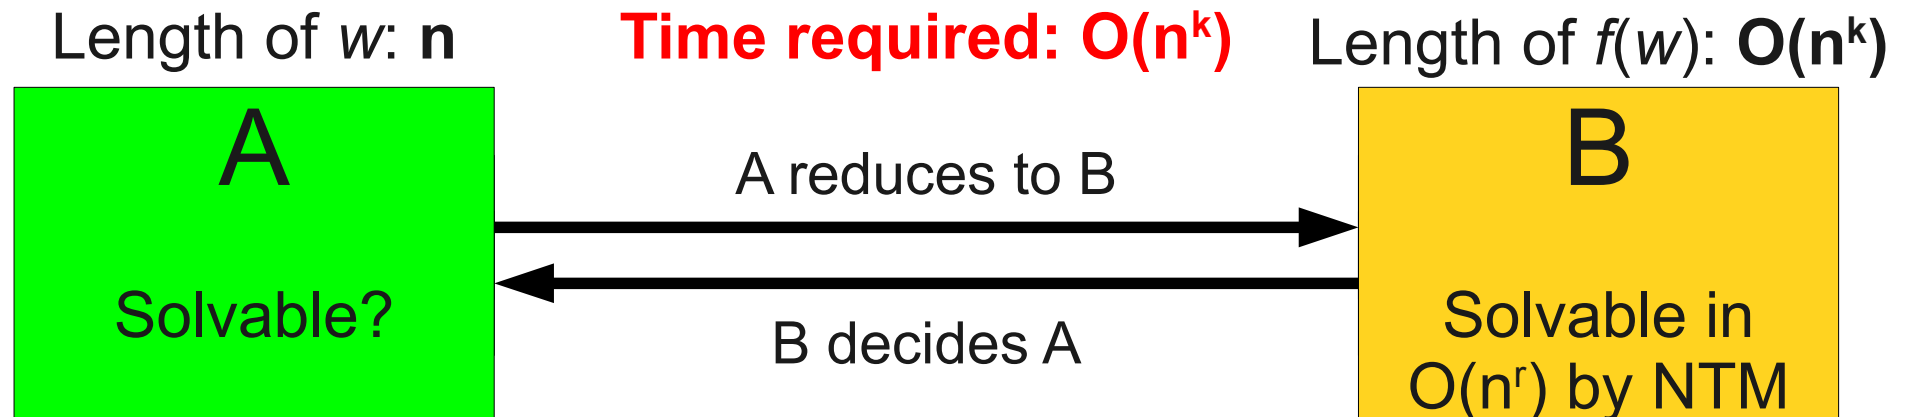 Length of w: n
Time required: O(nᵏ)
Length of f(w): O(nᵏ)
A
A reduces to B
B
Solvable?
B decides A
Solvable in
O(nʳ) by NTM